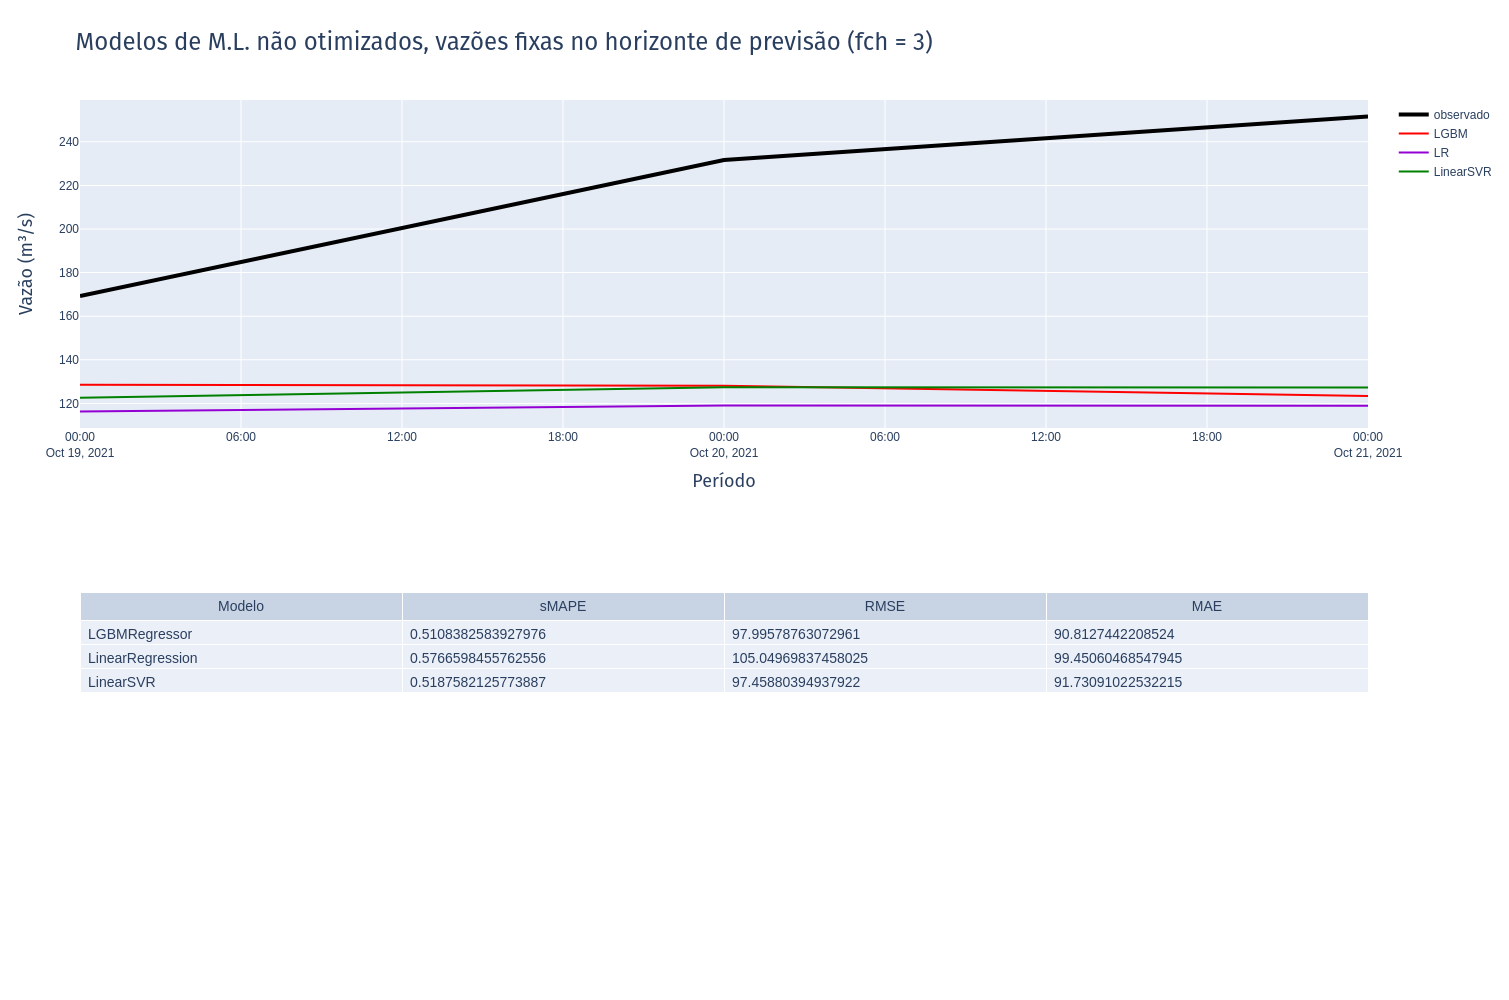 Modelos de M.L. não otimizados, vazões fixas no horizonte de previsão (fch = 3)
observado
LGBM
LR
LinearSVR
Vazão (m³/s)
240
220
200
180
160
140
120
00:00 06:00 12:00 18:00 00:00 06:00 12:00 18:00 00:00
Oct 19, 2021 Oct 20, 2021 Oct 21, 2021
Período
Modelo sMAPE RMSE MAE
LGBMRegressor 0.5108382583927976 97.99578763072961 90.8127442208524
LinearRegression 0.5766598455762556 105.04969837458025 99.45060468547945
LinearSVR 0.5187582125773887 97.45880394937922 91.73091022532215